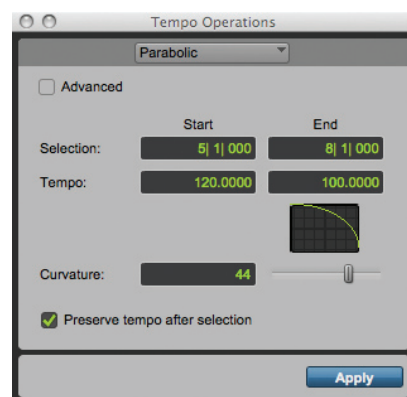 Tempo Operations
Parabolic
Advanced
Start End
Selection: 5| 1| 000 8| 1| 000
Tempo: 120.0000 100.0000
Curvature: 44
Preserve tempo after selection
Apply